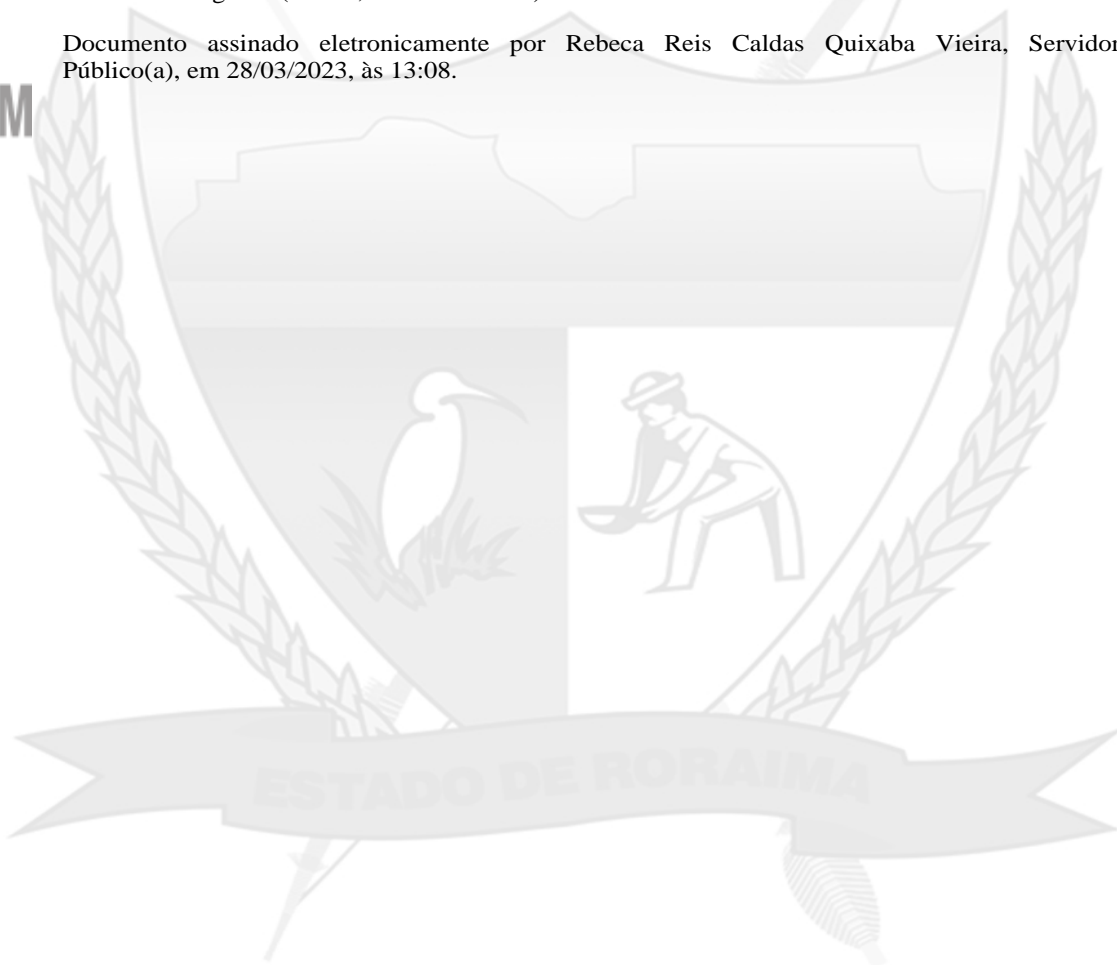 Documento assinado eletronicamente por Rebeca Reis Caldas Quixaba Vieira, Servidor
Público(a), em 28/03/2023, às 13:08.
M
ESTADO DE RORAIMA